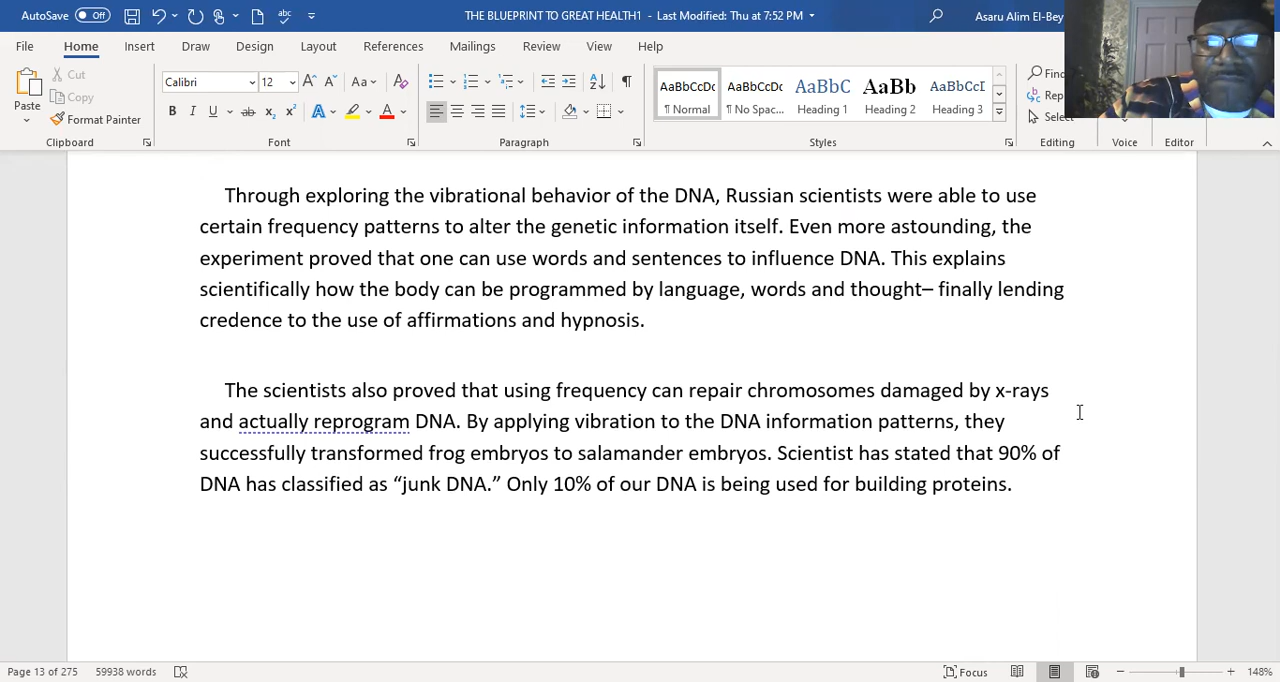 AutoSave Off THE BLUEPRINT TO GREAT HEALTH1 - Last Modified: Thu at 7:52 PM Asaru Alim El-Bey
File Home Insert Draw Design Layout References Mailings Review View Help
Paste
Cut
Copy
Format Painter
Calibri 12
AaBbCcDc AaBbCcDc AaBbC AaBb AaBbCcI
¶ Normal ¶ No Spac... Heading 1 Heading 2 Heading 3
Select
Clipboard Font Paragraph Styles Editing Voice Editor
Through exploring the vibrational behavior of the DNA, Russian scientists were able to use
certain frequency patterns to alter the genetic information itself. Even more astounding, the
experiment proved that one can use words and sentences to influence DNA. This explains
scientifically how the body can be programmed by language, words and thought– finally lending
credence to the use of affirmations and hypnosis.
The scientists also proved that using frequency can repair chromosomes damaged by x-rays
and actually reprogram DNA. By applying vibration to the DNA information patterns, they
successfully transformed frog embryos to salamander embryos. Scientist has stated that 90% of
DNA has classified as “junk DNA.” Only 10% of our DNA is being used for building proteins.
Page 13 of 275 59938 words Focus 148%